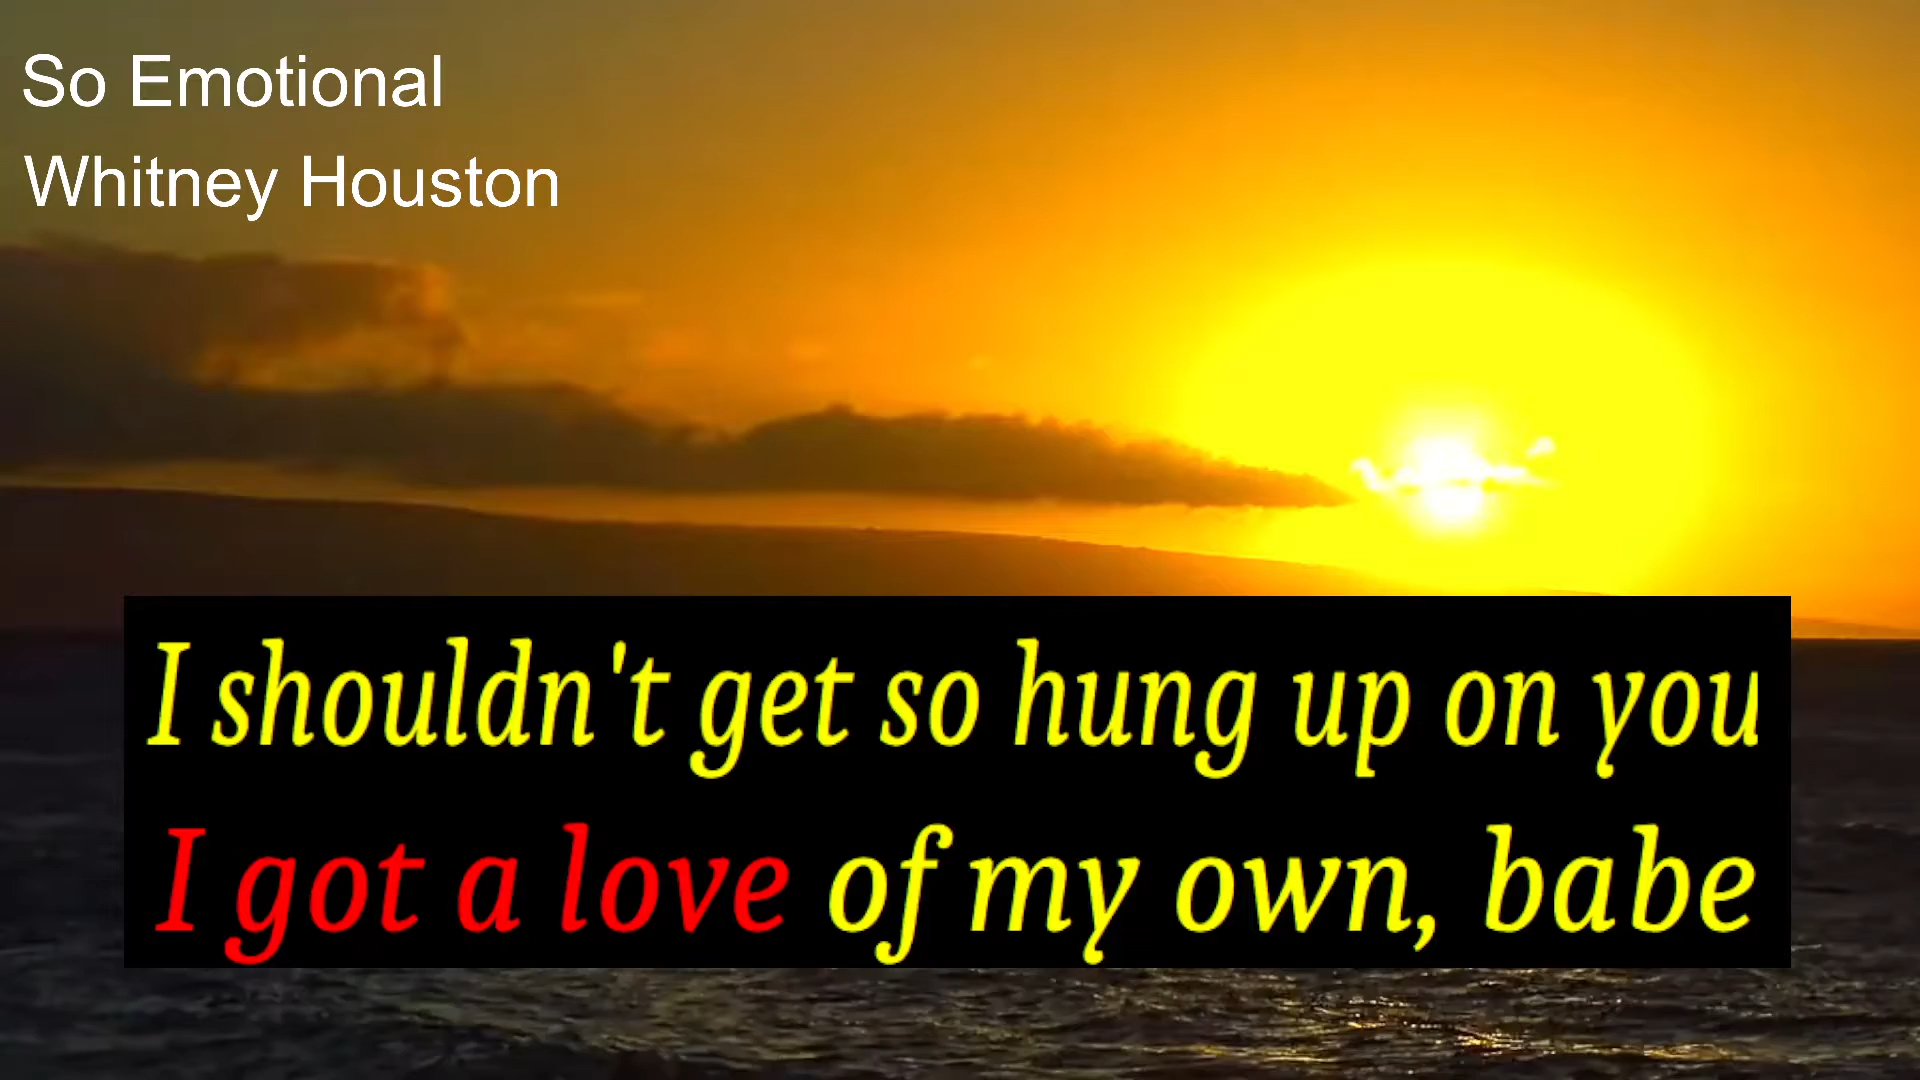 So Emotional
Whitney Houston
I shouldn't get so hung up on you
I got a love of my own, babe